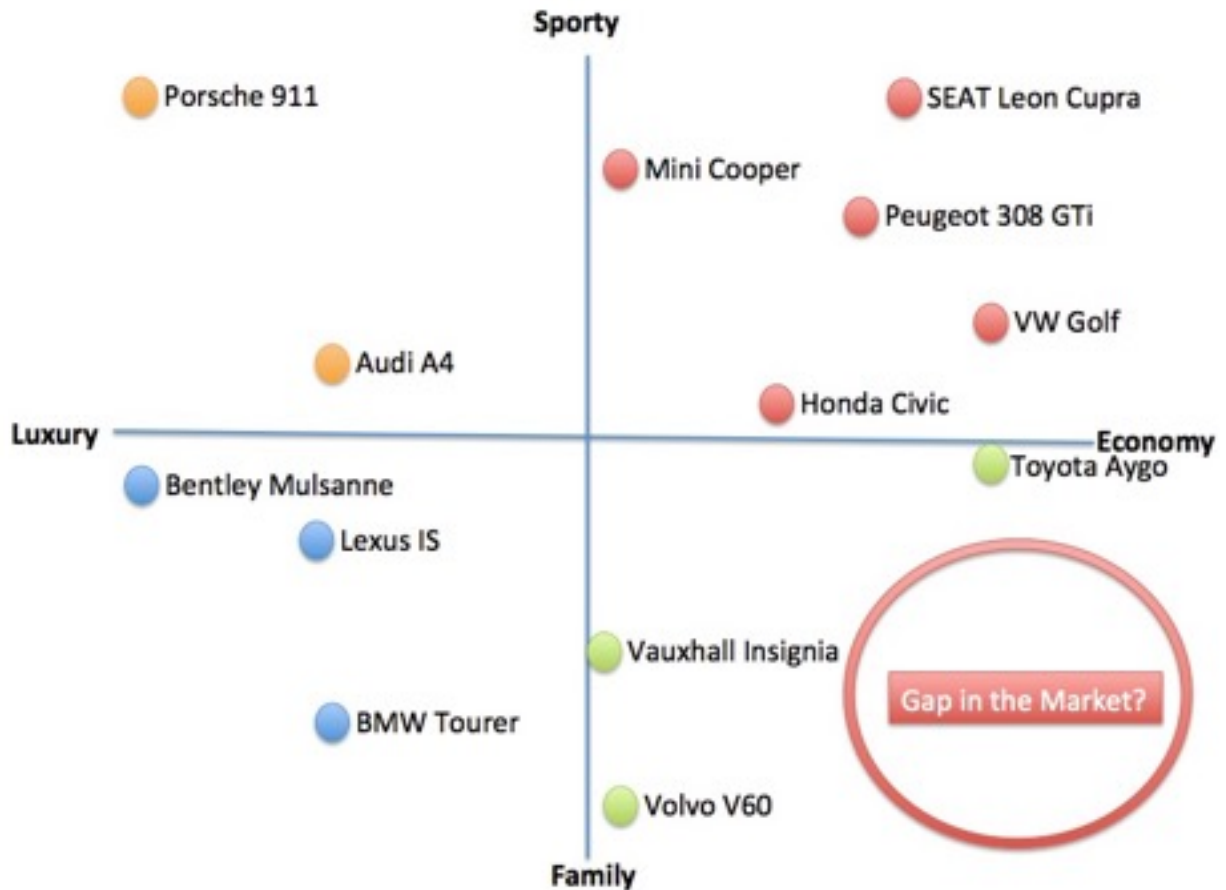 Sporty
Porsche 911
SEAT Leon Cupra
Mini Cooper
Peugeot 308 GTi
VW Golf
Audi A4
Honda Civic
Luxury
Economy
Toyota Aygo
Bentley Mulsanne
Lexus IS
Vauxhall Insignia
Gap in the Market?
BMW Tourer
Volvo V60
Family